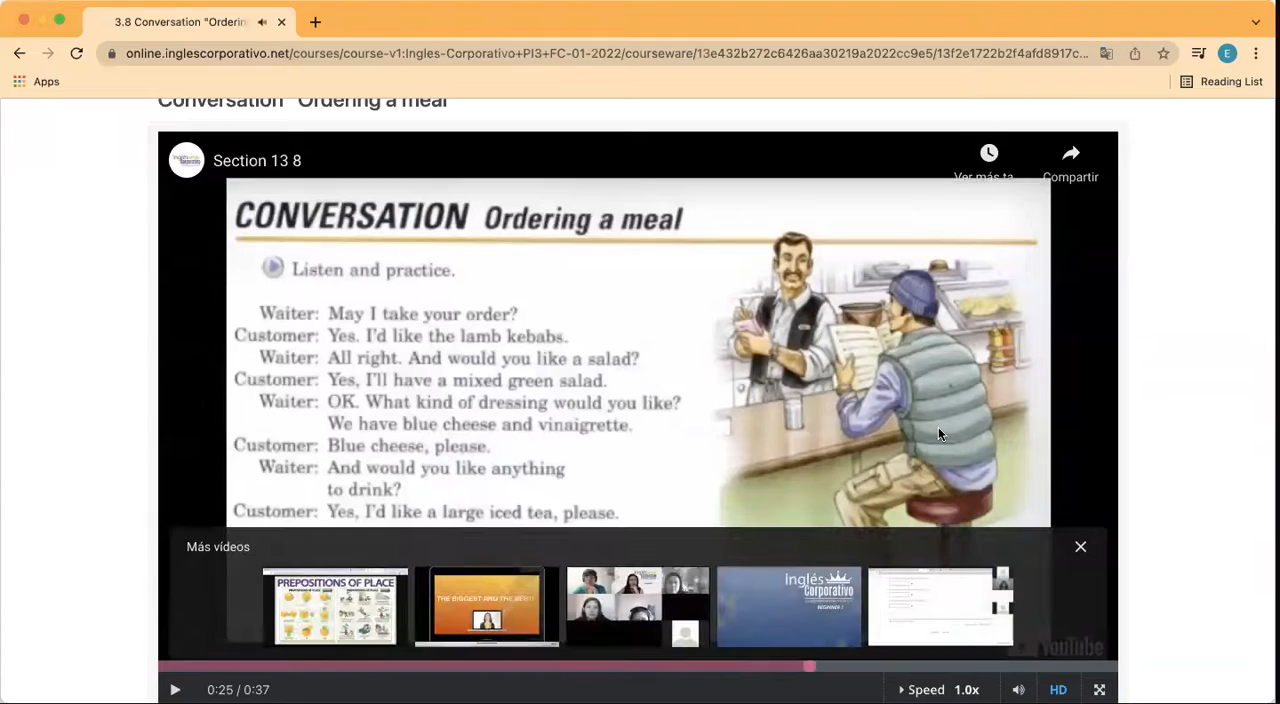 3.8 Conversation "Orderin
online.inglescorporativo.net/courses/course-v1:Ingles-Corporativo+PI3+FC-01-2022/courseware/13e432b272c6426aa30219a2022cc9e5/13f2e1722b2f4afd8917c...
E
Apps
Reading List
Conversation "Ordering a meal"
Section 13 8
Ver más ta
Compartir
CONVERSATION Ordering a meal
Listen and practice.
Waiter: May I take your order?
Customer: Yes. I'd like the lamb kebabs.
Waiter: All right. And would you like a salad?
Customer: Yes, I'll have a mixed green salad.
Waiter: OK. What kind of dressing would you like?
We have blue cheese and vinaigrette.
Customer: Blue cheese, please.
Waiter: And would you like anything
to drink?
Customer: Yes, I'd like a large iced tea, please.
Más vídeos
PREPOSITIONS OF PLACE
THE BIGGEST AND THE BEST
Inglés
Corporativo
YouTube
0:25 / 0:37
Speed 1.0x
HD